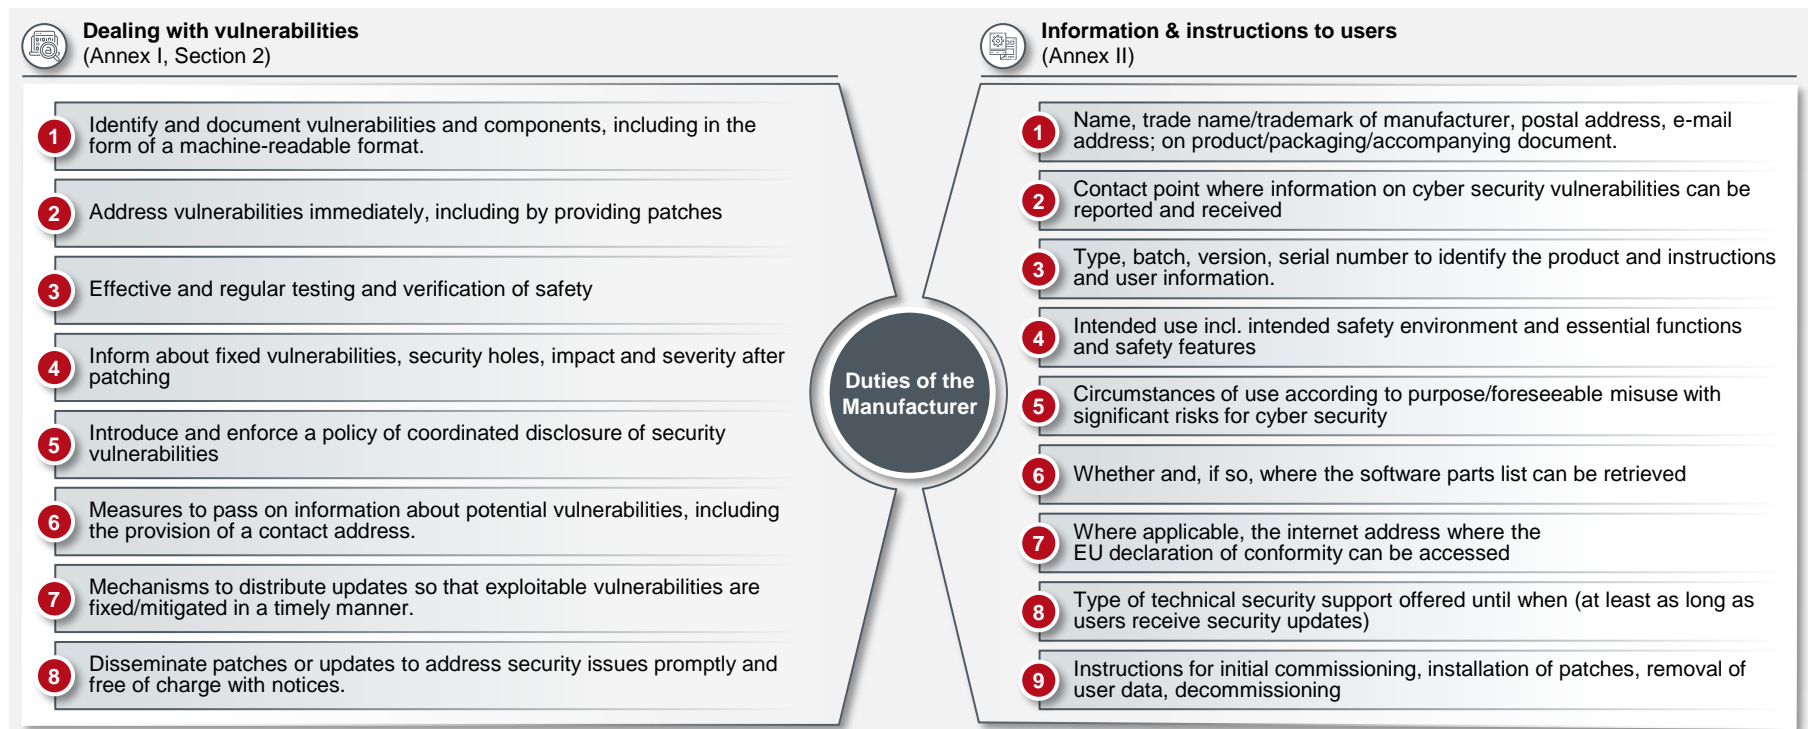 Dealing with vulnerabilities
(Annex I, Section 2)
1
Identify and document vulnerabilities and components, including in the
form of a machine-readable format.
2
Address vulnerabilities immediately, including by providing patches
3
Effective and regular testing and verification of safety
4
Inform about fixed vulnerabilities, security holes, impact and severity after
patching
5
Introduce and enforce a policy of coordinated disclosure of security
vulnerabilities
6
Measures to pass on information about potential vulnerabilities, including
the provision of a contact address.
7
Mechanisms to distribute updates so that exploitable vulnerabilities are
fixed/mitigated in a timely manner.
8
Disseminate patches or updates to address security issues promptly and
free of charge with notices.
Duties of the
Manufacturer
Information & instructions to users
(Annex II)
1
Name, trade name/trademark of manufacturer, postal address, e-mail
address; on product/packaging/accompanying document.
2
Contact point where information on cyber security vulnerabilities can be
reported and received
3
Type, batch, version, serial number to identify the product and instructions
and user information.
4
Intended use incl. intended safety environment and essential functions
and safety features
5
Circumstances of use according to purpose/foreseeable misuse with
significant risks for cyber security
6
Whether and, if so, where the software parts list can be retrieved
7
Where applicable, the internet address where the
EU declaration of conformity can be accessed
8
Type of technical security support offered until when (at least as long as
users receive security updates)
9
Instructions for initial commissioning, installation of patches, removal of
user data, decommissioning